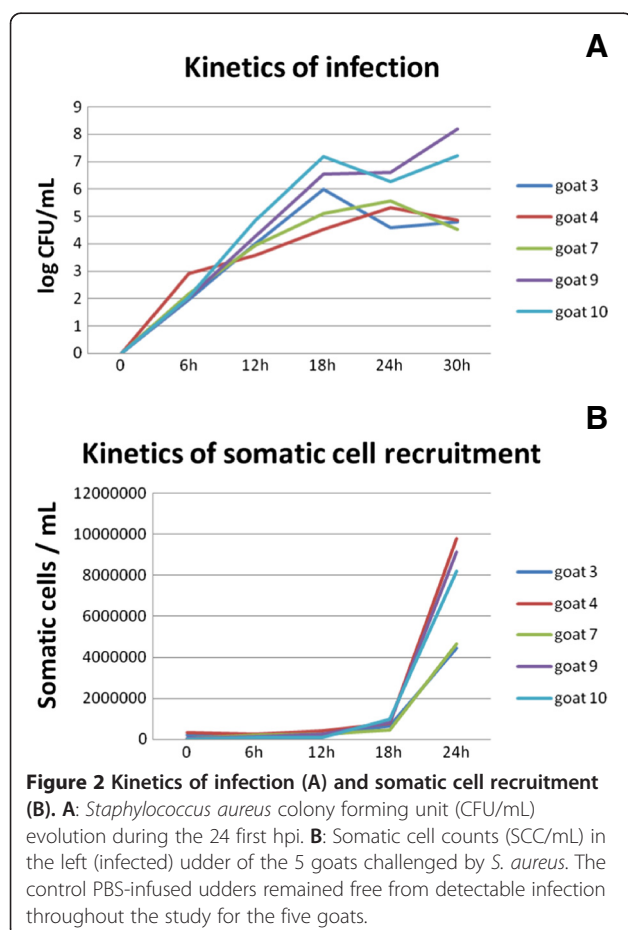 A
Kinetics of infection
log CFU/mL
9
8
7
6
5
4
3
2
1
0
0 6h 12h 18h 24h 30h
goat 3
goat 4
goat 7
goat 9
goat 10
B
Kinetics of somatic cell recruitment
Somatic cells / mL
12000000
10000000
8000000
6000000
4000000
2000000
0
0 6h 12h 18h 24h
goat 3
goat 4
goat 7
goat 9
goat 10
Figure 2 Kinetics of infection (A) and somatic cell recruitment
(B). A: Staphylococcus aureus colony forming unit (CFU/mL)
evolution during the 24 first hpi. B: Somatic cell counts (SCC/mL) in
the left (infected) udder of the 5 goats challenged by S. aureus. The
control PBS-infused udders remained free from detectable infection
throughout the study for the five goats.